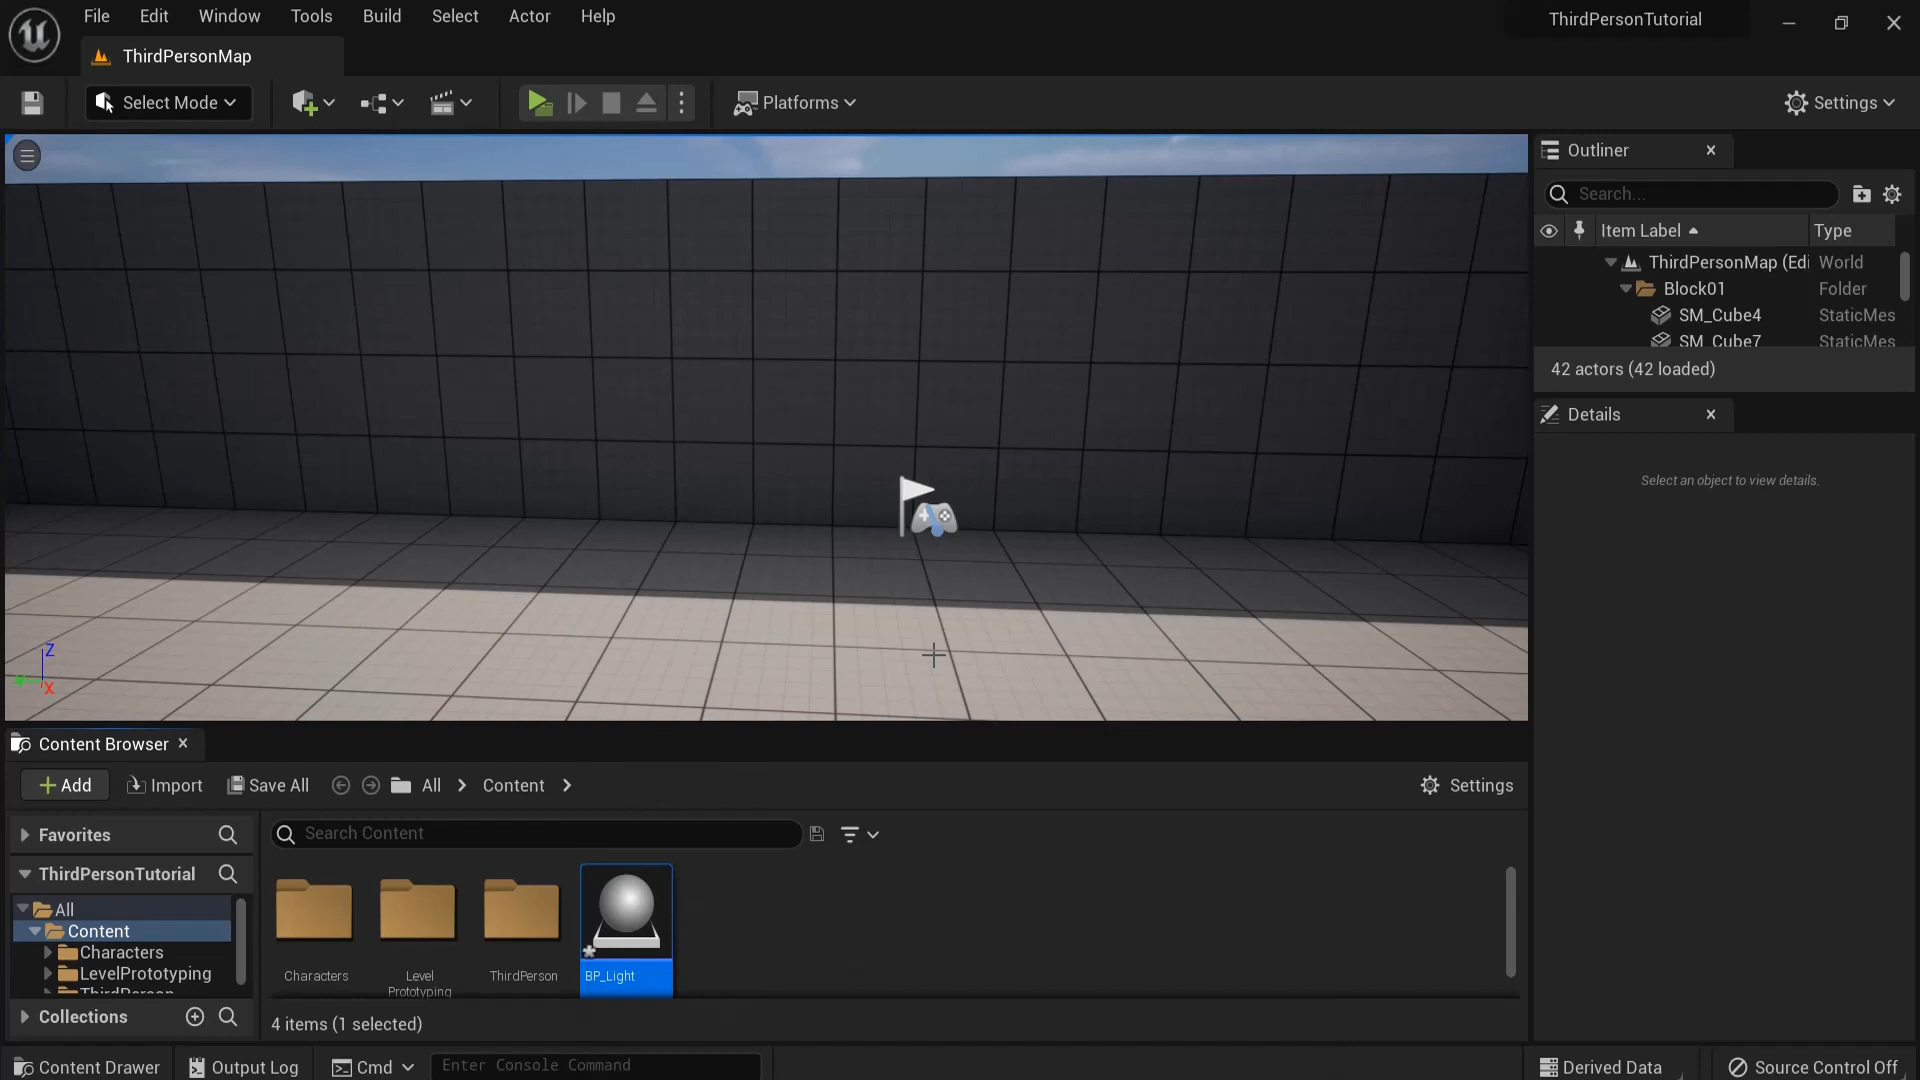 File Edit Window Tools Build Select Actor Help
ThirdPersonTutorial
ThirdPersonMap
Select Mode
Platforms
Settings
Outliner
Search...
Item Label Type
ThirdPersonMap (Edi World
Block01 Folder
SM_Cube4 StaticMes
SM_Cube7 StaticMes
42 actors (42 loaded)
Details
Select an object to view details.
Z
Y
X
Content Browser
Add Import Save All All Content Settings
Favorites
Search Content
ThirdPersonTutorial
All
Content
Characters
LevelPrototyping
ThirdPerson
Collections
Characters
Level
Prototyping
ThirdPerson
BP_Light
4 items (1 selected)
Content Drawer Output Log Cmd Enter Console Command Derived Data Source Control Off